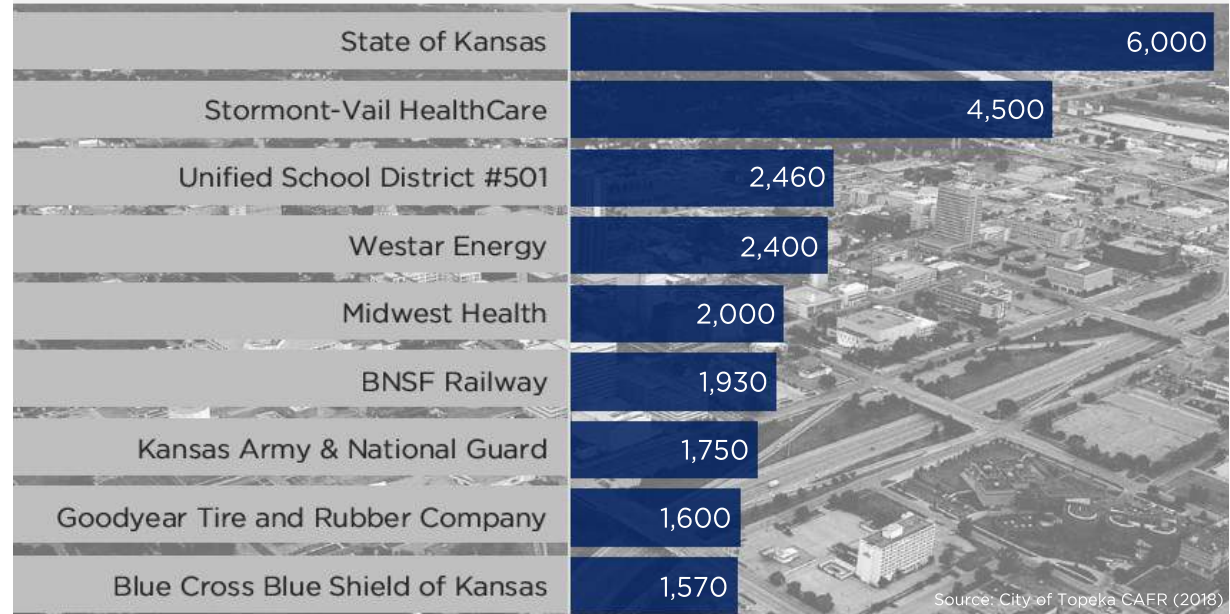 State of Kansas 6,000
Stormont-Vail HealthCare 4,500
Unified School District #501 2,460
Westar Energy 2,400
Midwest Health 2,000
BNSF Railway 1,930
Kansas Army & National Guard 1,750
Goodyear Tire and Rubber Company 1,600
Blue Cross Blue Shield of Kansas 1,570
Source: City of Topeka CAFR (2018)